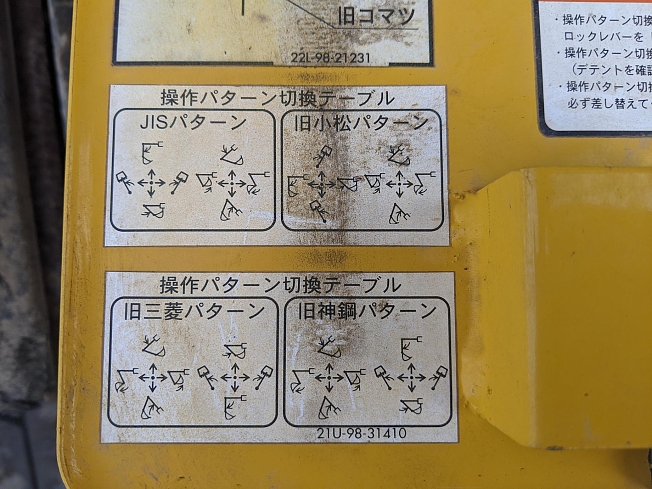 旧コマツ
22L-98-21231
・操作パターン切換
ロックレバーを
・操作パターン切換
（デテントを確認
・操作パターン切換
必ず差し替えて
操作パターン切換テーブル
JISパターン
旧小松パターン
操作パターン切換テーブル
旧三菱パターン
旧神鋼パターン
21U-98-31410